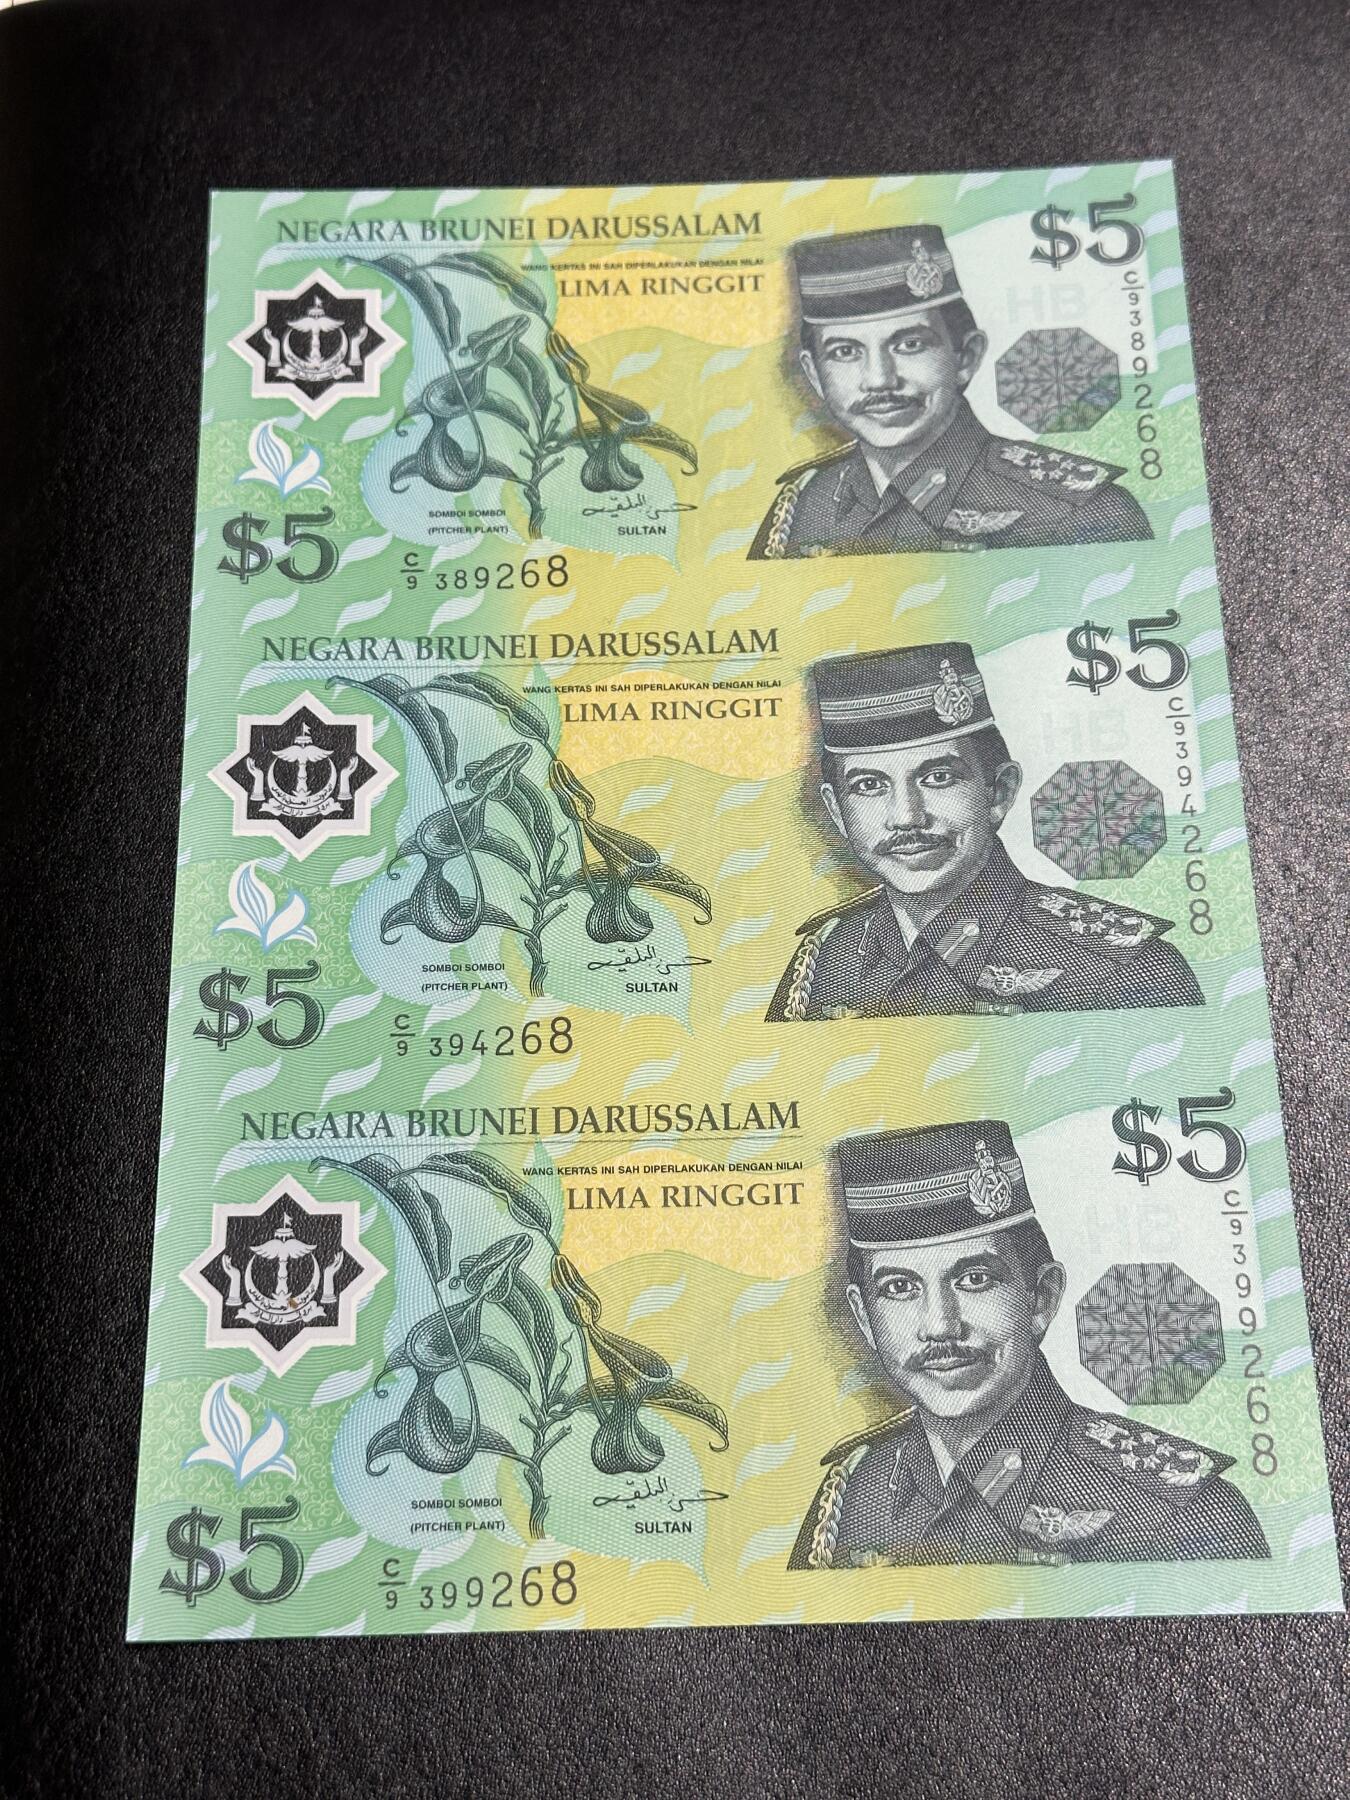 NEGARA BRUNEI DARUSSALAM
$5
WANG KERTAS INI SAH DIPERLAKUKAN DENGAN NILAI
LIMA RINGGIT
HB
C/9 389268
SOMBOI SOMBOI
(PITCHER PLANT)
SULTAN
$5
C/9 389268
NEGARA BRUNEI DARUSSALAM
$5
WANG KERTAS INI SAH DIPERLAKUKAN DENGAN NILAI
LIMA RINGGIT
HB
C/9 394268
SOMBOI SOMBOI
(PITCHER PLANT)
SULTAN
$5
C/9 394268
NEGARA BRUNEI DARUSSALAM
$5
WANG KERTAS INI SAH DIPERLAKUKAN DENGAN NILAI
LIMA RINGGIT
HB
C/9 399268
SOMBOI SOMBOI
(PITCHER PLANT)
SULTAN
$5
C/9 399268